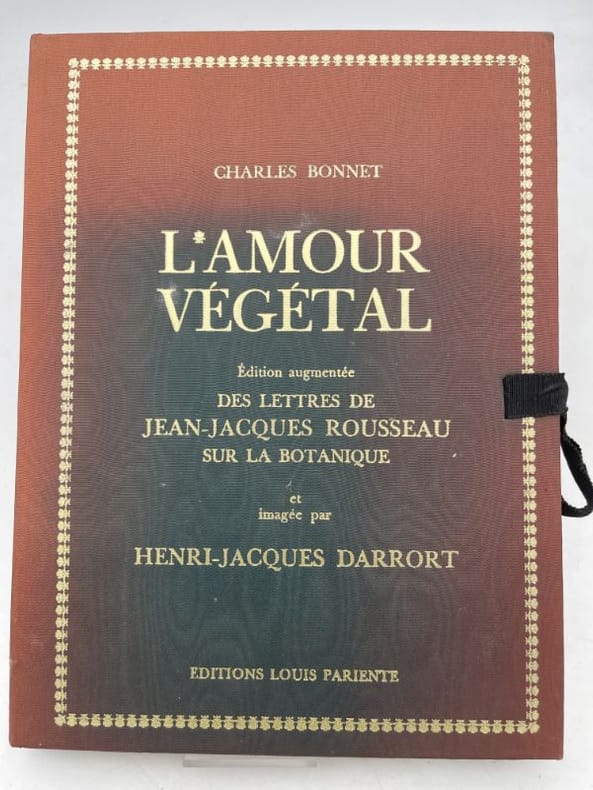 CHARLES BONNET
L'AMOUR
VÉGÉTAL
Édition augmentée
DES LETTRES DE
JEAN-JACQUES ROUSSEAU
SUR LA BOTANIQUE
et
imagée par
HENRI-JACQUES DARRORT
EDITIONS LOUIS PARIENTE